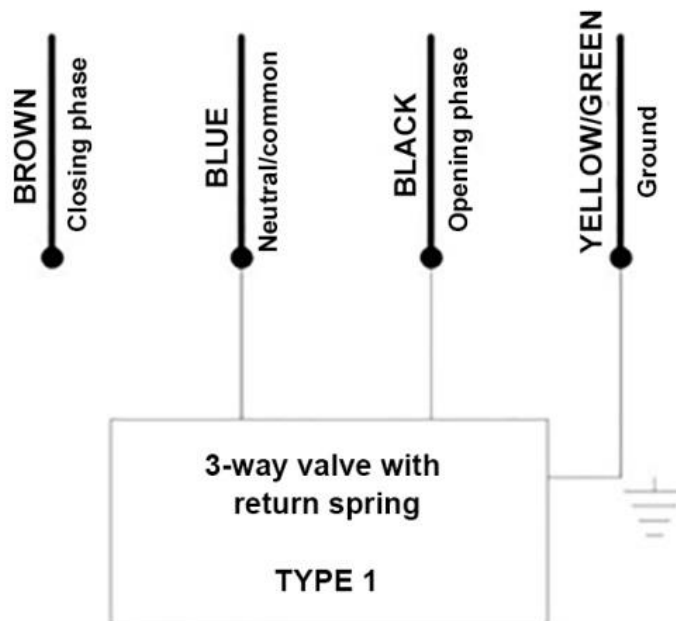 BROWN
Closing phase
BLUE
Neutral/common
BLACK
Opening phase
YELLOW/GREEN
Ground
3-way valve with
return spring
TYPE 1